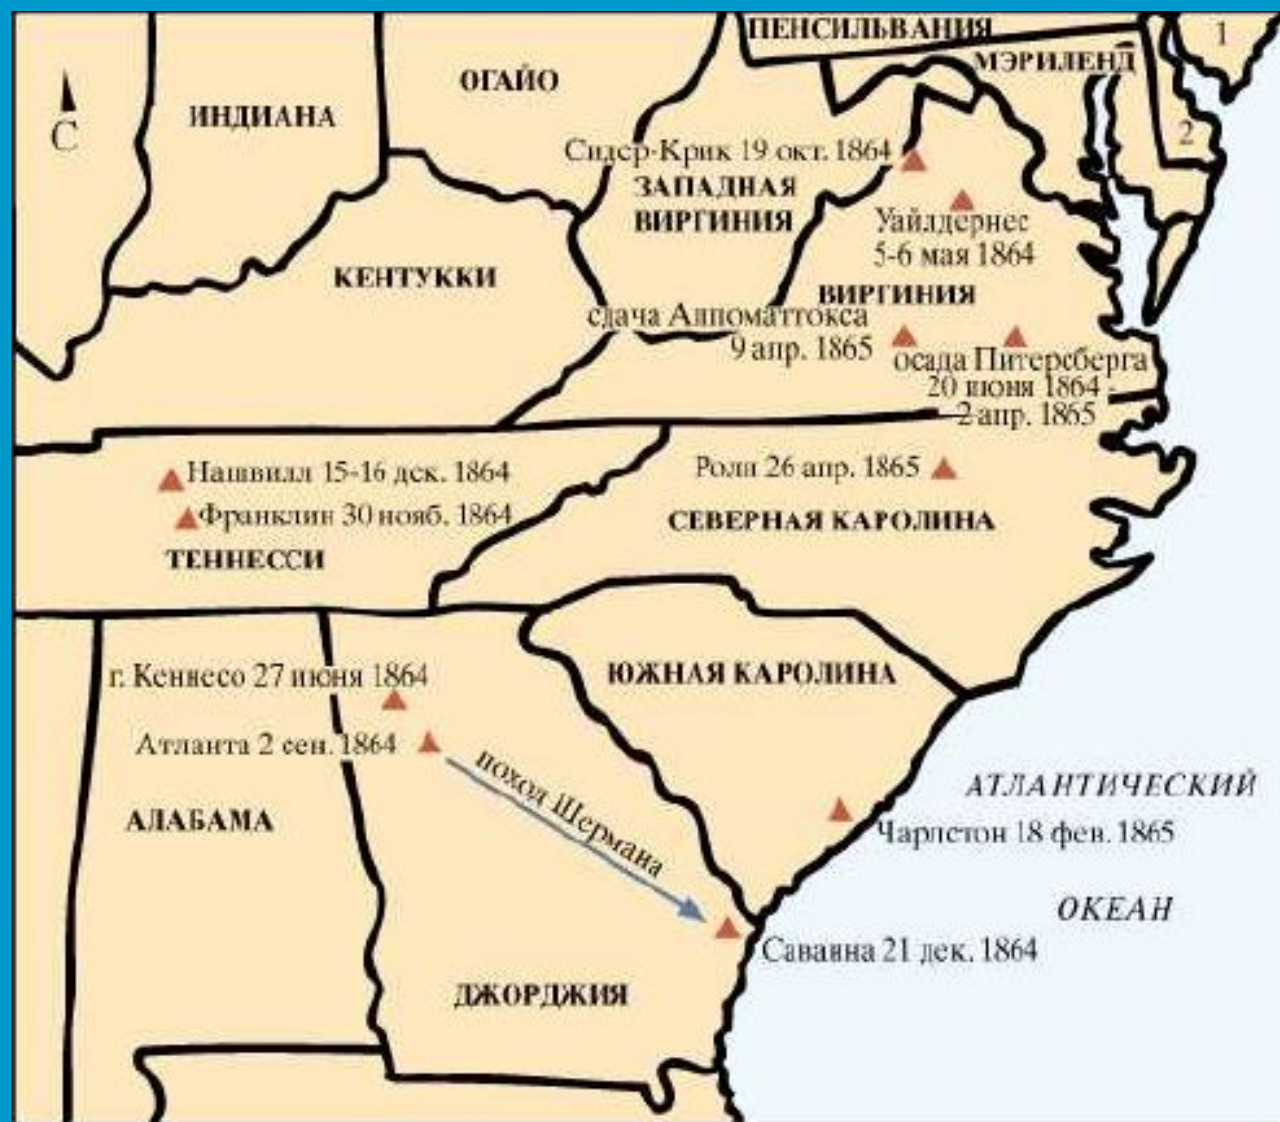 ПЕНСИЛЬВАНИЯ
1
МЭРИЛЕНД
ОГАЙО
ИНДИАНА
С
2
Сидер-Крик 19 окт. 1864
ЗАПАДНАЯ
ВИРГИНИЯ
Уайлдернес
5-6 мая 1864
КЕНТУККИ
ВИРГИНИЯ
сдача Аппоматтокса
9 апр. 1865
осада Питерсберга
20 июня 1864 -
2 апр. 1865
Нашвилл 15-16 дек. 1864
Роли 26 апр. 1865
Франклин 30 нояб. 1864
СЕВЕРНАЯ КАРОЛИНА
ТЕННЕССИ
г. Кеннесо 27 июня 1864
ЮЖНАЯ КАРОЛИНА
Атланта 2 сен. 1864
поход Шермана
АТЛАНТИЧЕСКИЙ
АЛАБАМА
Чарлстон 18 фев. 1865
ОКЕАН
Саванна 21 дек. 1864
ДЖОРДЖИЯ